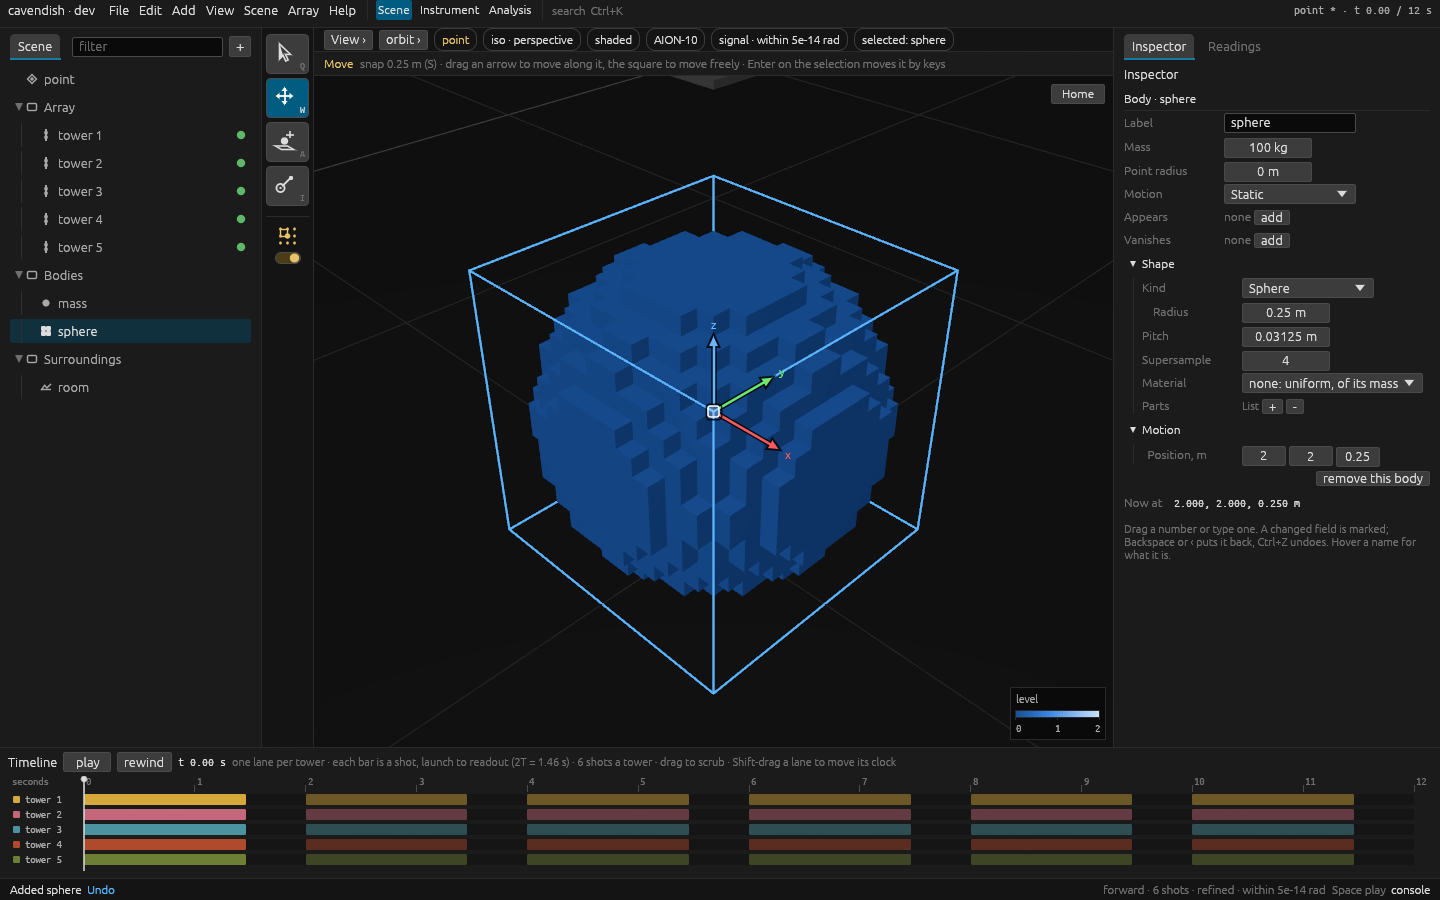 cavendish · dev File Edit Add View Scene Array Help Scene Instrument Analysis search Ctrl+K point * · t 0.00 / 12 s
Scene filter +
point
Array
tower 1
tower 2
tower 3
tower 4
tower 5
Bodies
mass
sphere
Surroundings
room
Q
W
A
I
View › orbit › point iso · perspective shaded AION-10 signal · within 5e-14 rad selected: sphere
Move snap 0.25 m (S) · drag an arrow to move along it, the square to move freely · Enter on the selection moves it by keys
Home
z
y
x
level
0 1 2
Inspector Readings
Inspector
Body · sphere
Label sphere
Mass 100 kg
Point radius 0 m
Motion Static
Appears none add
Vanishes none add
Shape
Kind Sphere
Radius 0.25 m
Pitch 0.03125 m
Supersample 4
Material none: uniform, of its mass
Parts List + -
Motion
Position, m 2 2 0.25
remove this body
Now at 2.000, 2.000, 0.250 m
Drag a number or type one. A changed field is marked;
Backspace or ‹ puts it back, Ctrl+Z undoes. Hover a name for
what it is.
Timeline play rewind t 0.00 s one lane per tower · each bar is a shot, launch to readout (2T = 1.46 s) · 6 shots a tower · drag to scrub · Shift-drag a lane to move its clock
seconds 0 1 2 3 4 5 6 7 8 9 10 11 12
tower 1
tower 2
tower 3
tower 4
tower 5
Added sphere Undo forward · 6 shots · refined · within 5e-14 rad Space play console